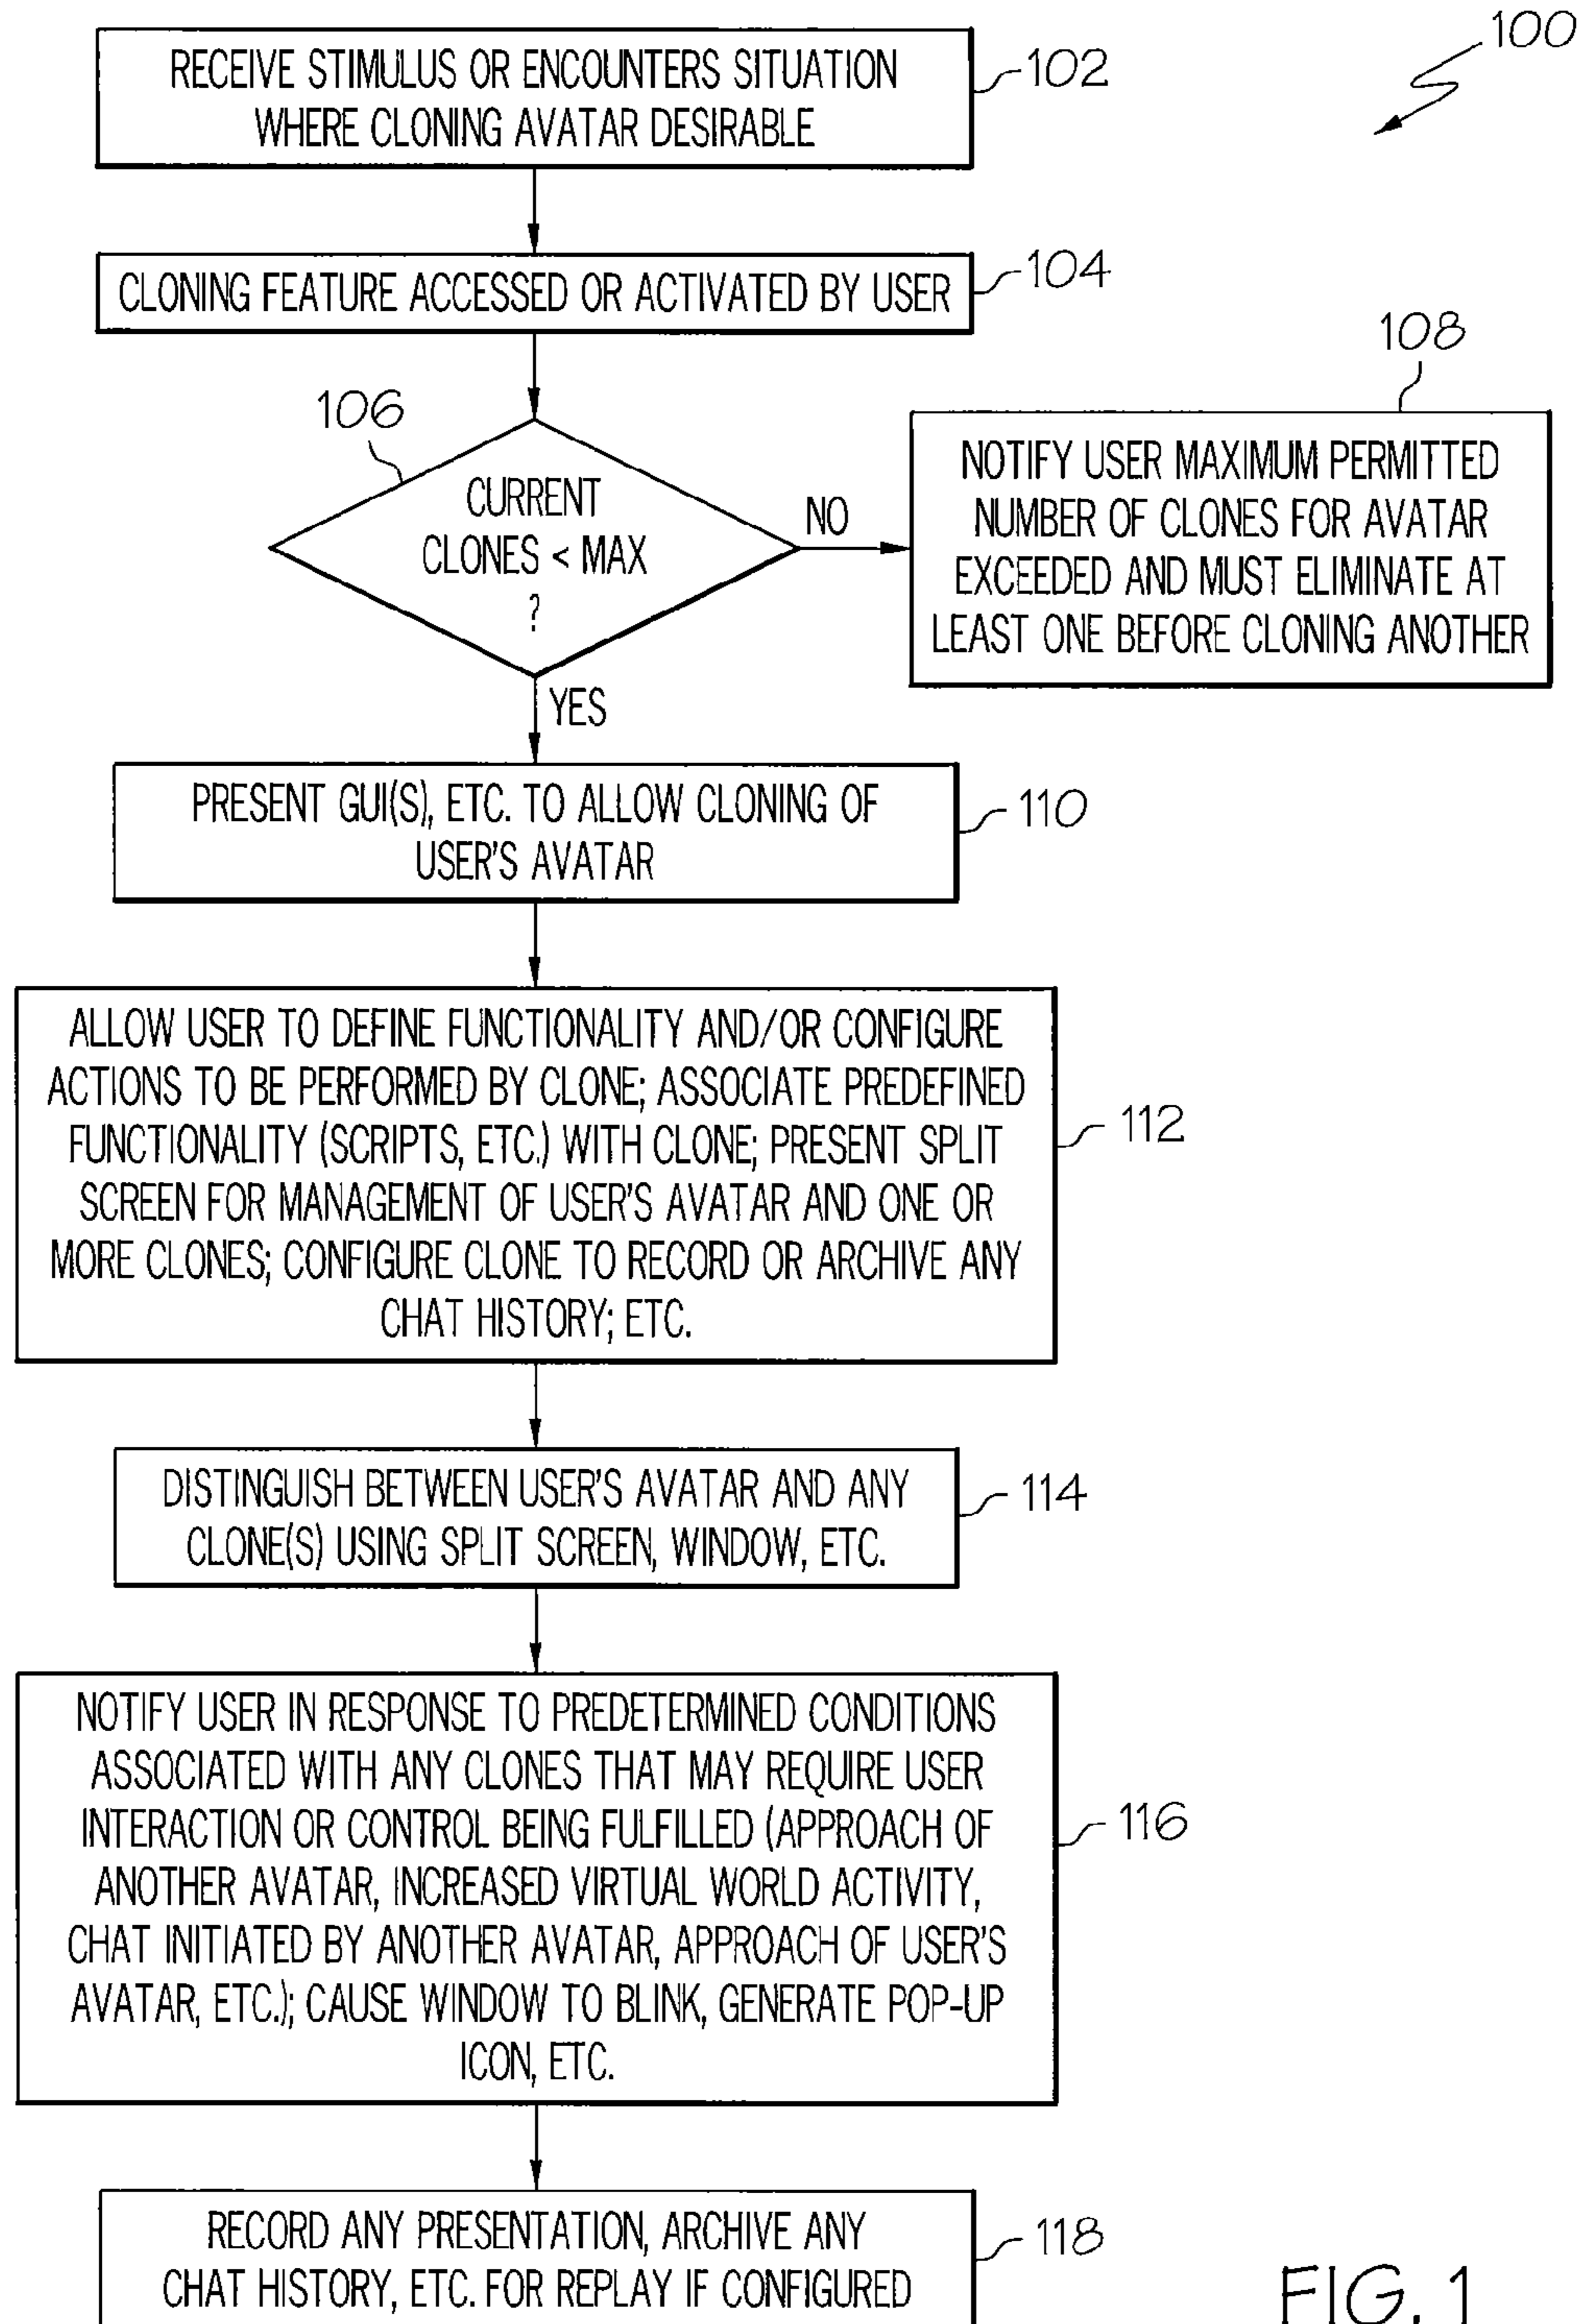 100
RECEIVE STIMULUS OR ENCOUNTERS SITUATION
WHERE CLONING AVATAR DESIRABLE
102
CLONING FEATURE ACCESSED OR ACTIVATED BY USER
104
106
CURRENT
CLONES < MAX
?
NO
YES
108
NOTIFY USER MAXIMUM PERMITTED
NUMBER OF CLONES FOR AVATAR
EXCEEDED AND MUST ELIMINATE AT
LEAST ONE BEFORE CLONING ANOTHER
PRESENT GUI(S), ETC. TO ALLOW CLONING OF
USER'S AVATAR
110
ALLOW USER TO DEFINE FUNCTIONALITY AND/OR CONFIGURE
ACTIONS TO BE PERFORMED BY CLONE; ASSOCIATE PREDEFINED
FUNCTIONALITY (SCRIPTS, ETC.) WITH CLONE; PRESENT SPLIT
SCREEN FOR MANAGEMENT OF USER'S AVATAR AND ONE OR
MORE CLONES; CONFIGURE CLONE TO RECORD OR ARCHIVE ANY
CHAT HISTORY; ETC.
112
DISTINGUISH BETWEEN USER'S AVATAR AND ANY
CLONE(S) USING SPLIT SCREEN, WINDOW, ETC.
114
NOTIFY USER IN RESPONSE TO PREDETERMINED CONDITIONS
ASSOCIATED WITH ANY CLONES THAT MAY REQUIRE USER
INTERACTION OR CONTROL BEING FULFILLED (APPROACH OF
ANOTHER AVATAR, INCREASED VIRTUAL WORLD ACTIVITY,
CHAT INITIATED BY ANOTHER AVATAR, APPROACH OF USER'S
AVATAR, ETC.); CAUSE WINDOW TO BLINK, GENERATE POP-UP
ICON, ETC.
116
RECORD ANY PRESENTATION, ARCHIVE ANY
CHAT HISTORY, ETC. FOR REPLAY IF CONFIGURED
118
FIG. 1